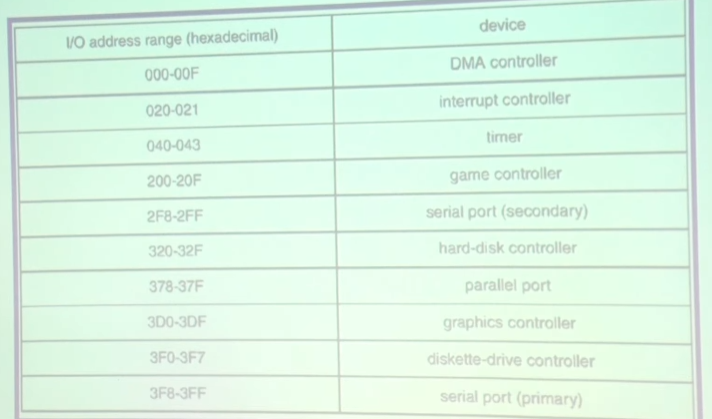 I/O address range (hexadecimal) device
000-00F DMA controller
020-021 interrupt controller
040-043 timer
200-20F game controller
2F8-2FF serial port (secondary)
320-32F hard-disk controller
378-37F parallel port
3D0-3DF graphics controller
3F0-3F7 diskette-drive controller
3F8-3FF serial port (primary)